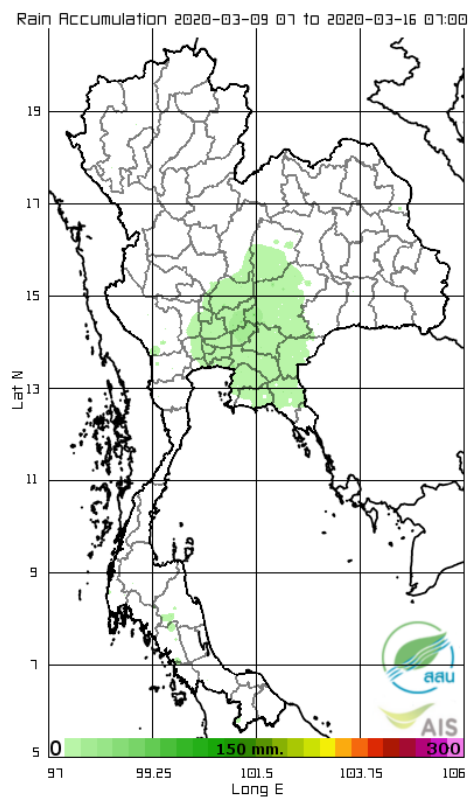 Rain Accumulation 2020-03-09 07 to 2020-03-16 07:00
19
17
15
Lat N
13
11
9
7
สสน
AIS
5
0 150 mm. 300
97 99.25 101.5 103.75 106
Long E